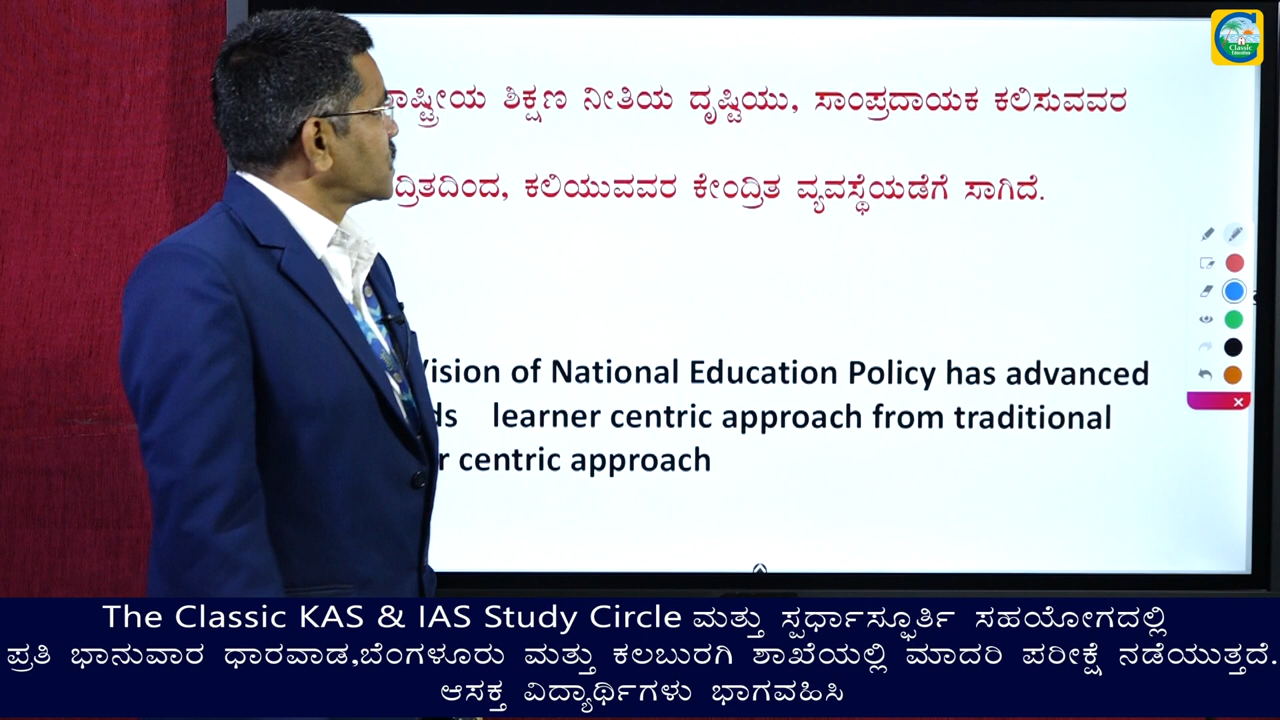 ಶಿಕ್ಷಣ ನೀತಿಯ ದೃಷ್ಟಿಯು, ಸಾಂಪ್ರದಾಯಕ ಕಲಿಸುವವರ
ಕಲಿಯುವವರ ಕೇಂದ್ರಿತ ವ್ಯವಸ್ಥೆಯಡೆಗೆ ಸಾಗಿದೆ.
Vision of National Education Policy has advanced
learner centric approach from traditional
centric approach
Classic
Education
The Classic KAS & IAS Study Circle ಮತ್ತು ಸ್ಪರ್ಧಾಸ್ಫೂರ್ತಿ ಸಹಯೋಗದಲ್ಲಿ
ಪ್ರತಿ ಭಾನುವಾರ ಧಾರವಾಡ,ಬೆಂಗಳೂರು ಮತ್ತು ಕಲಬುರಗಿ ಶಾಖೆಯಲ್ಲಿ ಮಾದರಿ ಪರೀಕ್ಷೆ ನಡೆಯುತ್ತದೆ.
ಆಸಕ್ತ ವಿದ್ಯಾರ್ಥಿಗಳು ಭಾಗವಹಿಸಿ